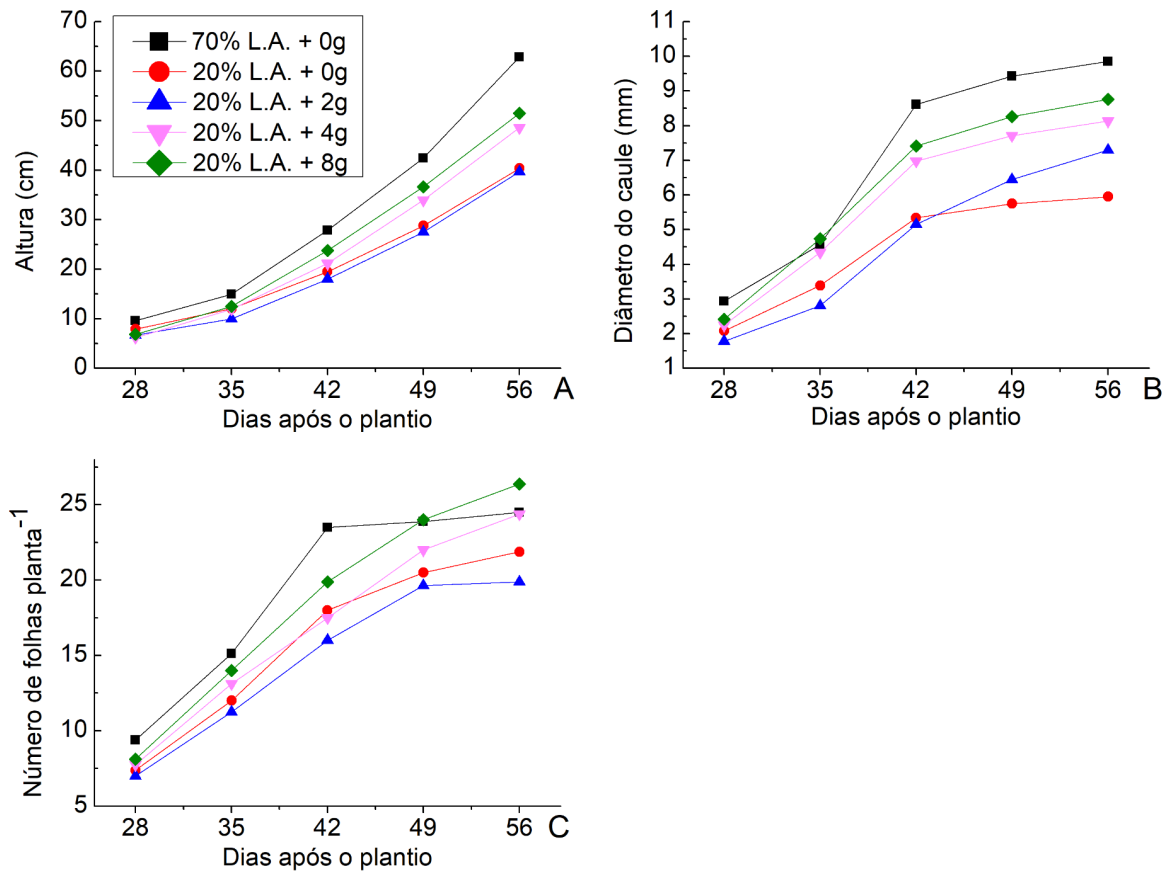 70% L.A. + 0g
20% L.A. + 0g
20% L.A. + 2g
20% L.A. + 4g
20% L.A. + 8g
Altura (cm)
70
60
50
40
30
20
10
0
28 35 42 49 56 A
Dias após o plantio
Diâmetro do caule (mm)
11
10
9
8
7
6
5
4
3
2
1
28 35 42 49 56 B
Dias após o plantio
Número de folhas planta-1
25
20
15
10
5
28 35 42 49 56 C
Dias após o plantio